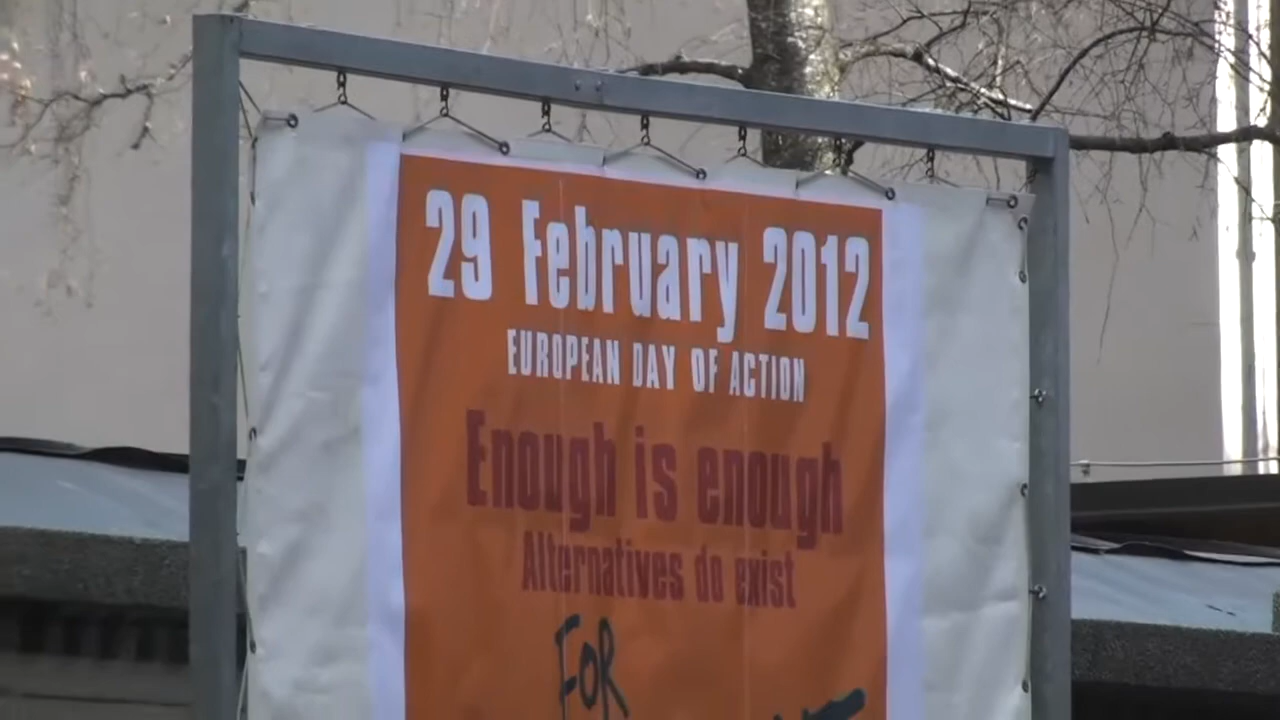 29 February 2012
EUROPEAN DAY OF ACTION
Enough is enough
Alternatives do exist
FOR